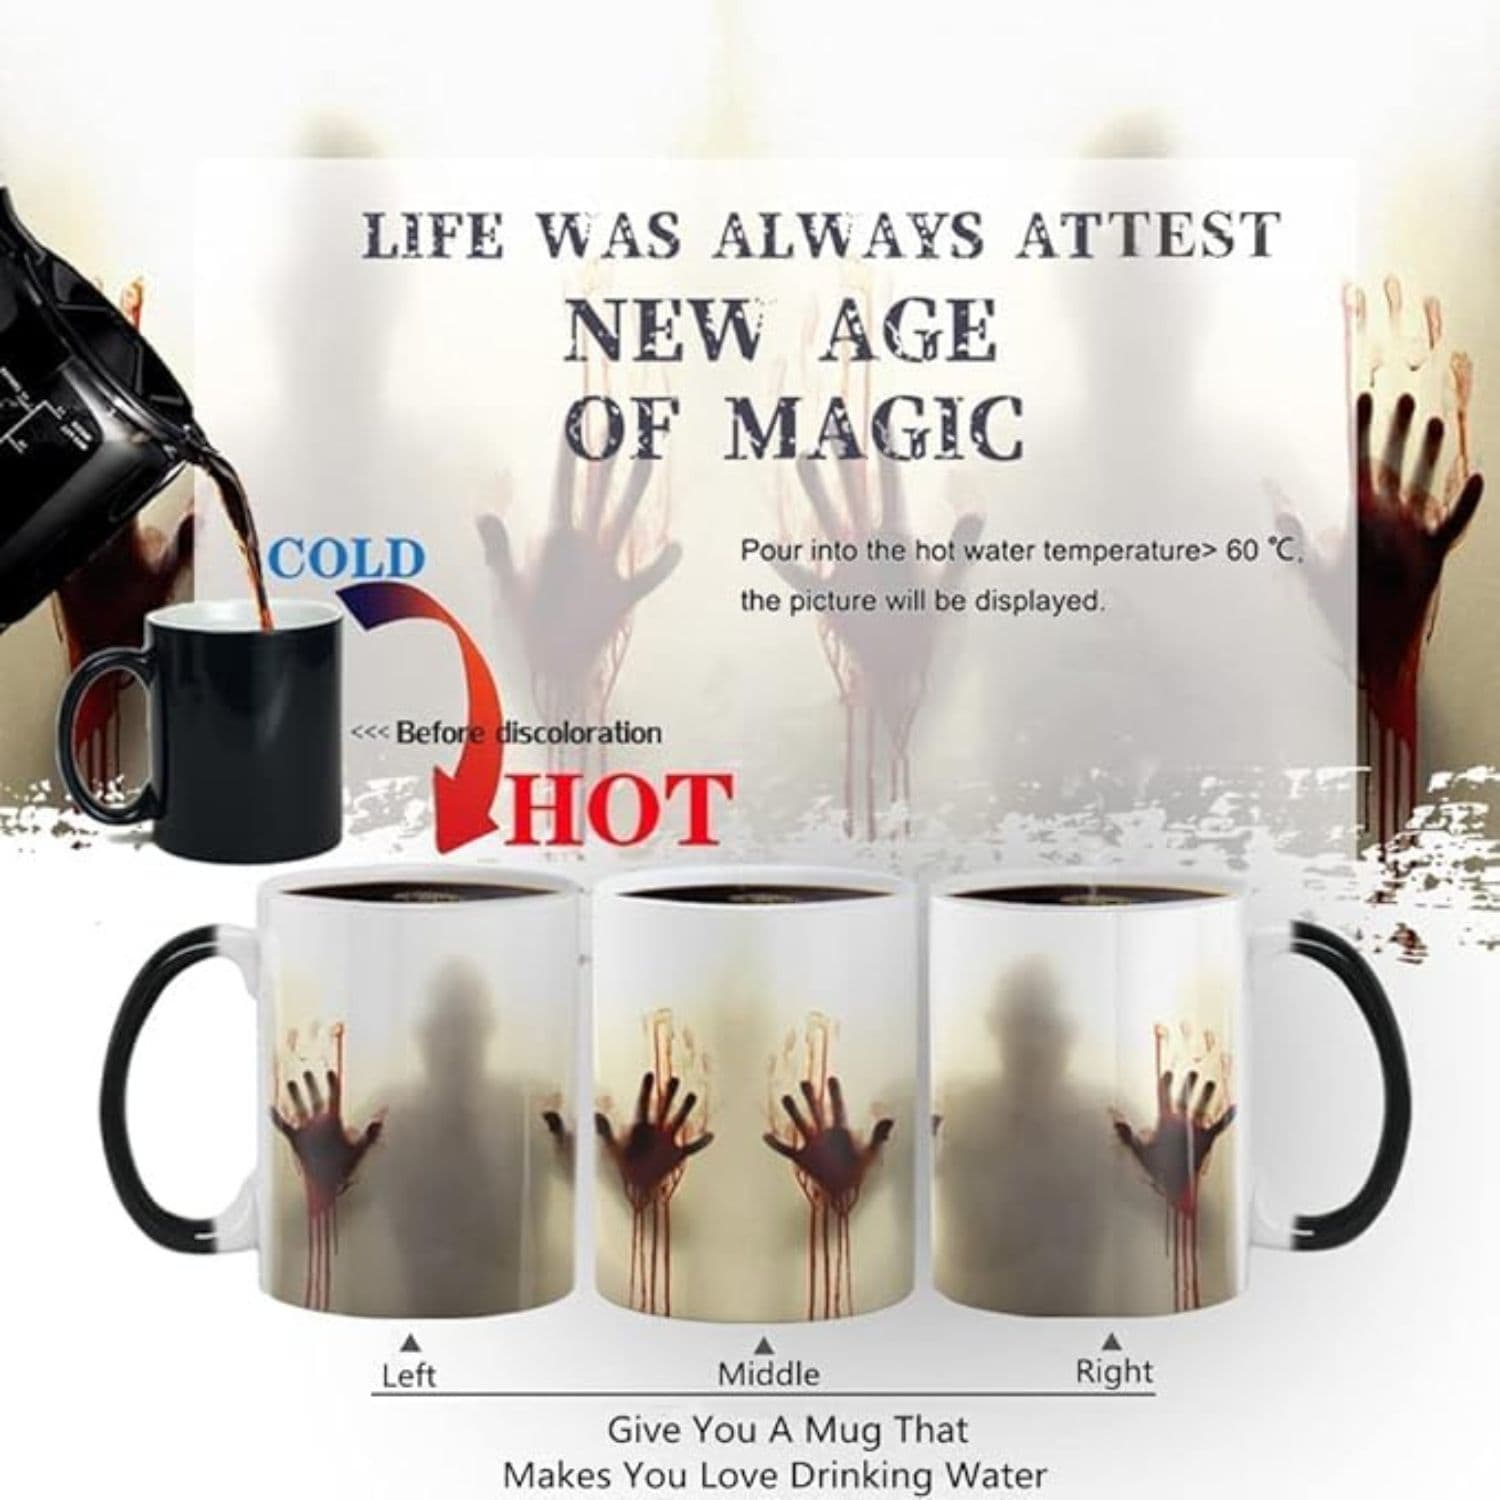 LIFE WAS ALWAYS ATTEST
NEW AGE
OF MAGIC
COLD
Pour into the hot water temperature> 60 ℃,
the picture will be displayed.
<<< Before discoloration
HOT
Left
Middle
Right
Give You A Mug That
Makes You Love Drinking Water